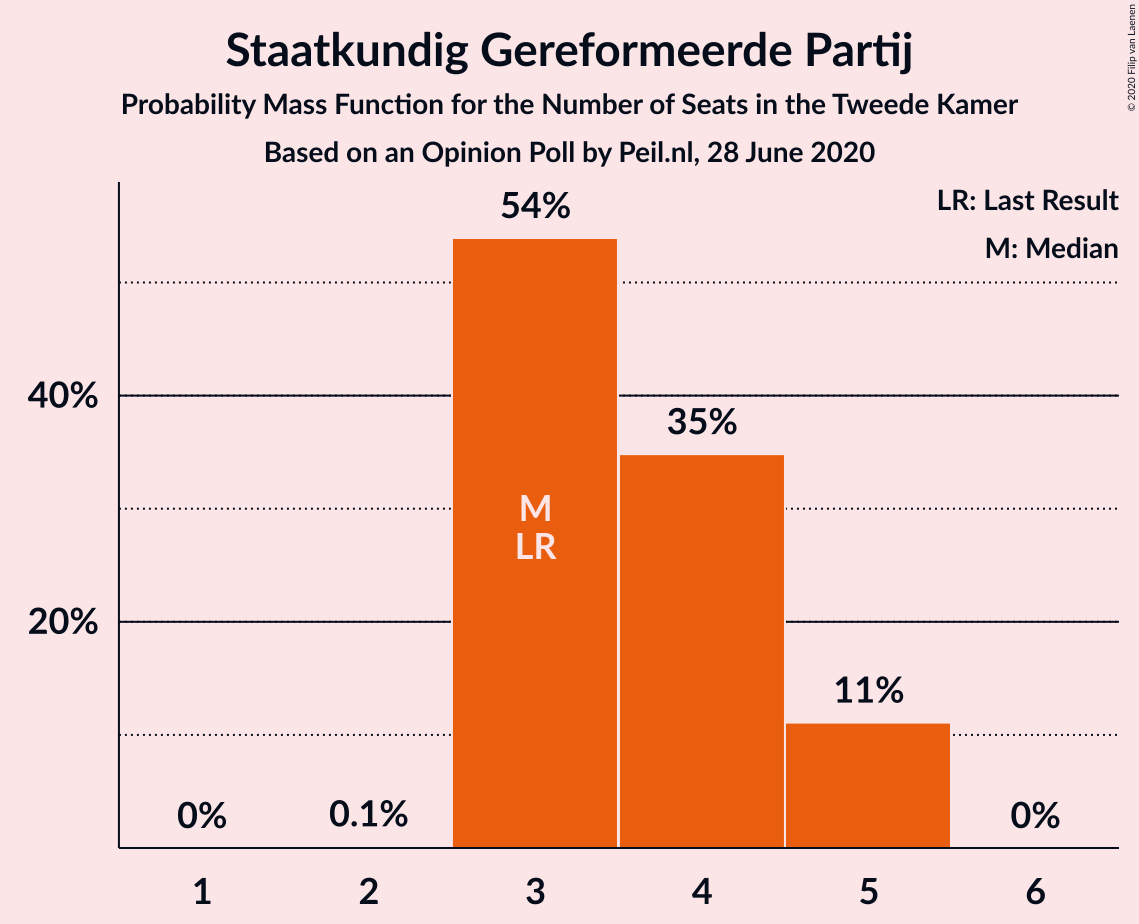 Staatkundig Gereformeerde Partij
Probability Mass Function for the Number of Seats in the Tweede Kamer
Based on an Opinion Poll by Peil.nl, 28 June 2020
© 2020 Filip van Laenen
LR: Last Result
M: Median
54%
40%
35%
M
LR
20%
11%
0%
0.1%
0%
1
2
3
4
5
6